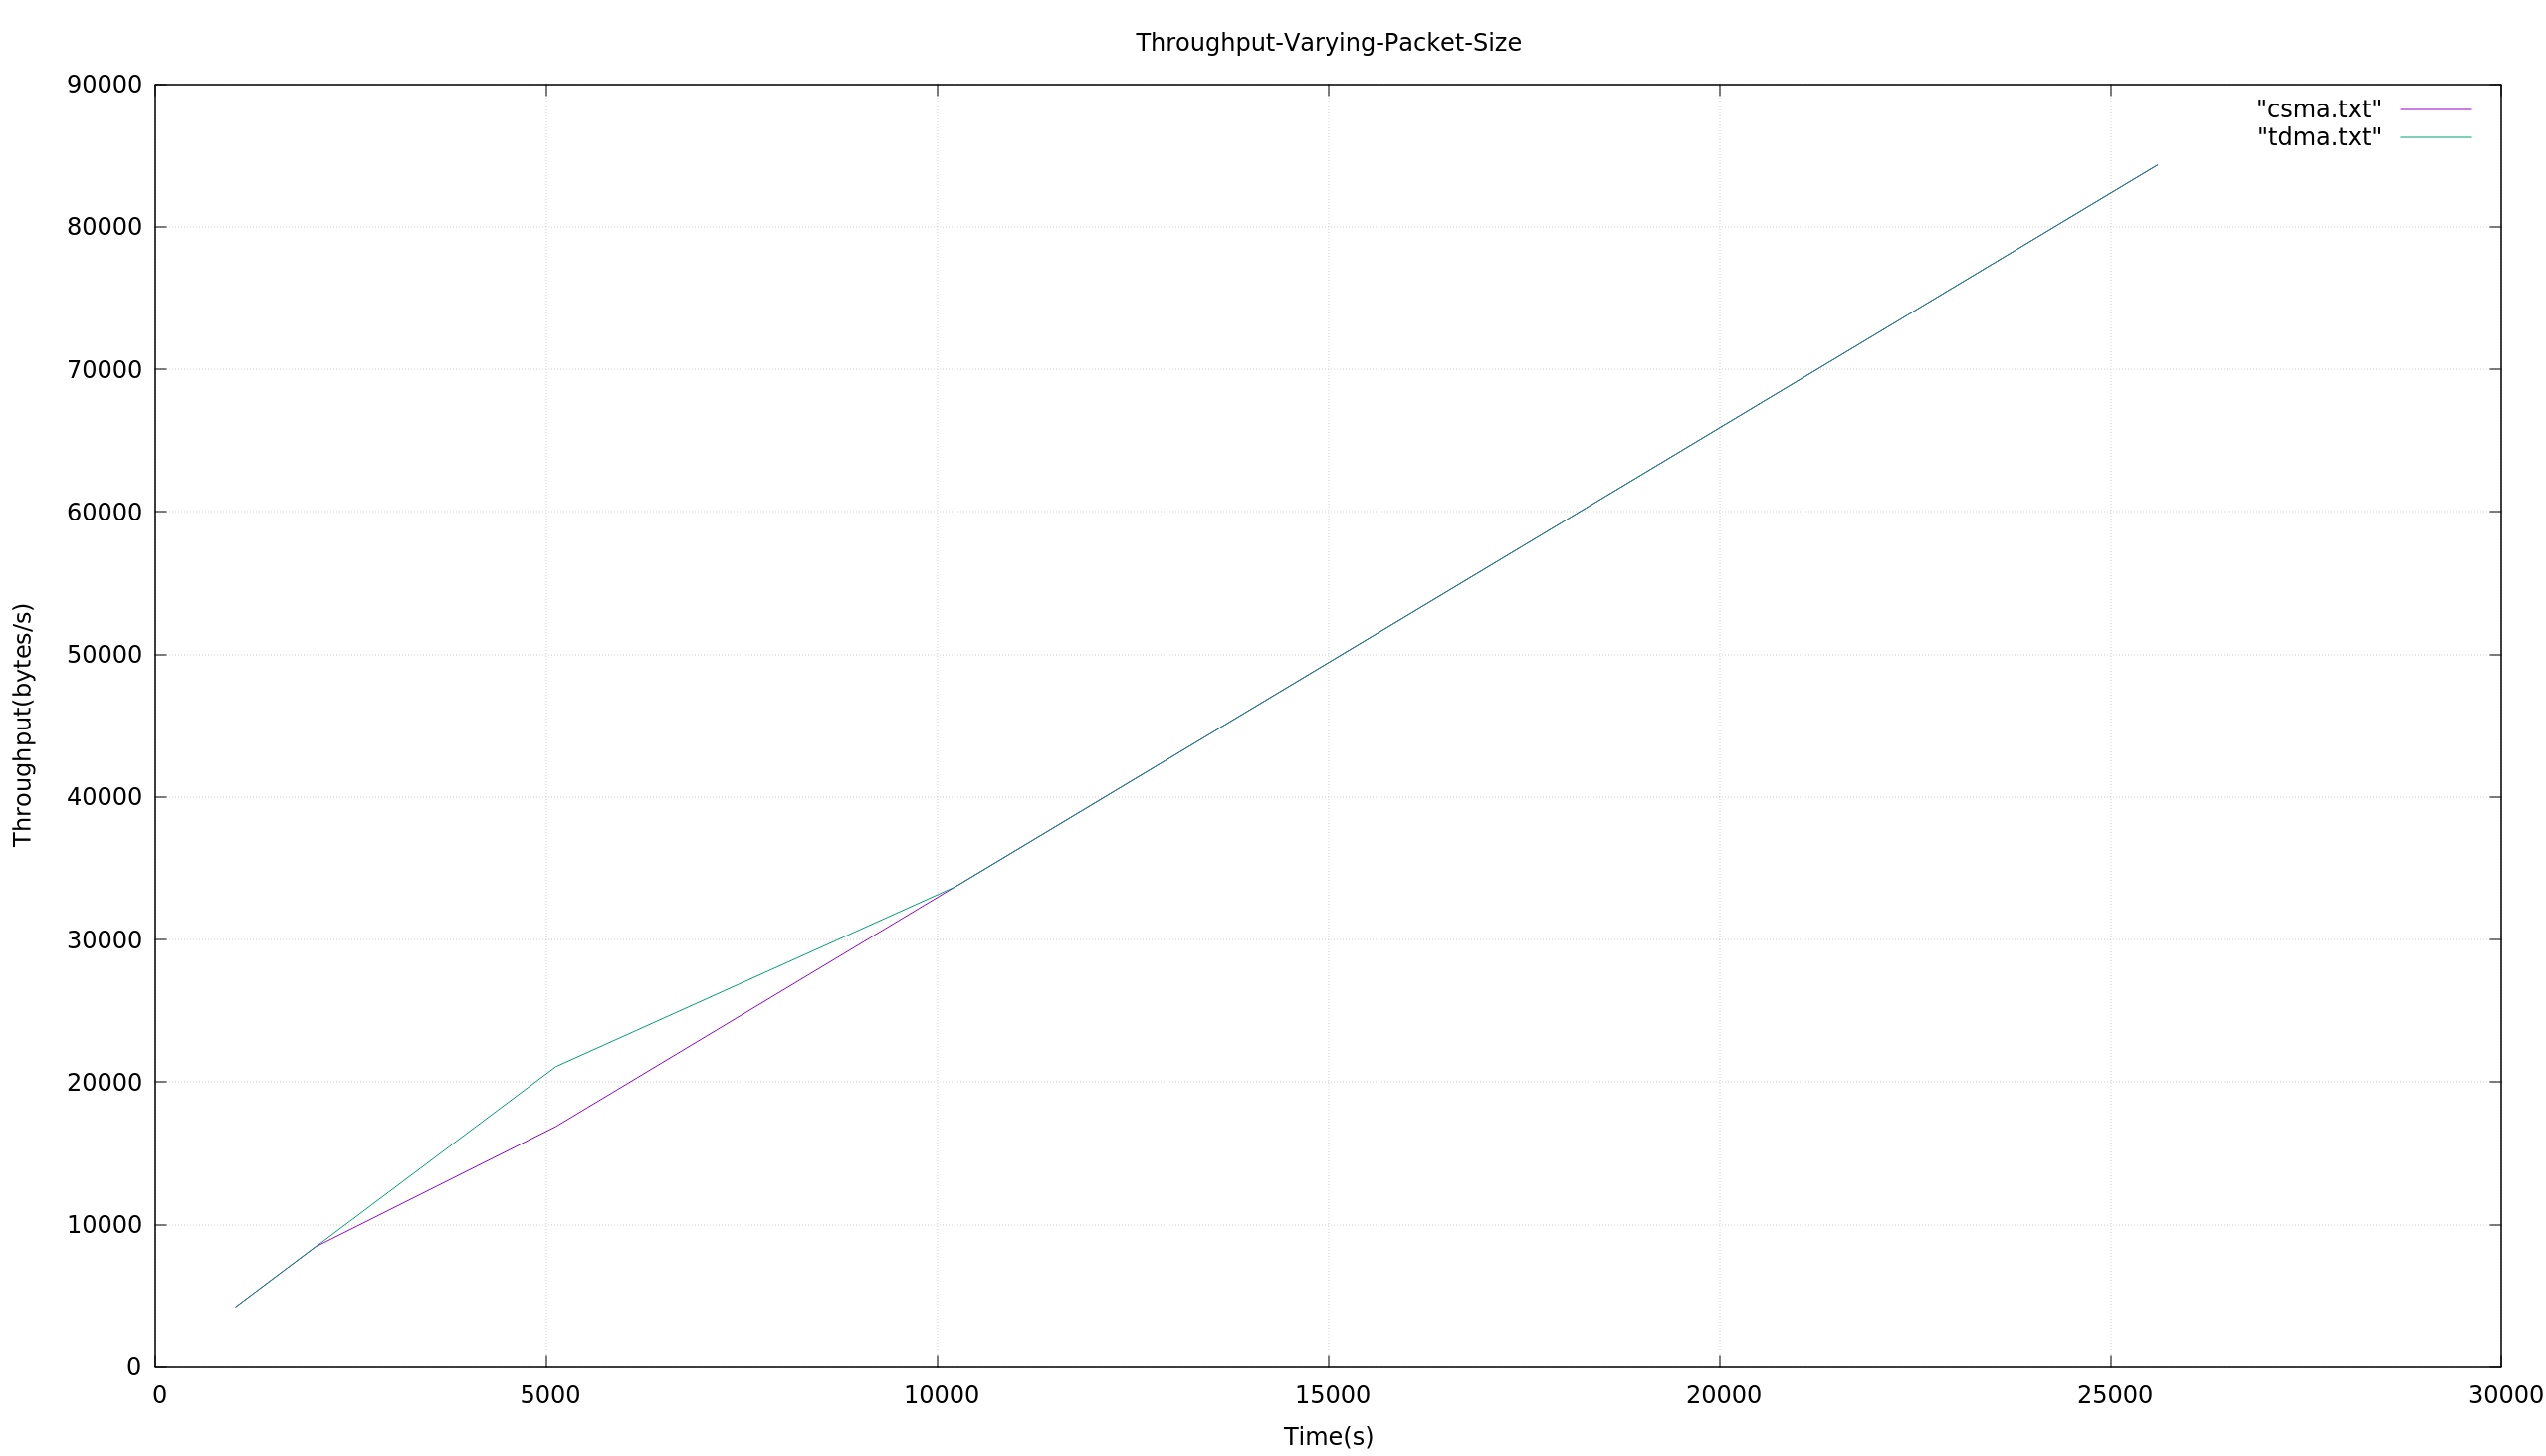 Throughput-Varying-Packet-Size
"csma.txt"
"tdma.txt"
90000
80000
70000
60000
50000
40000
30000
20000
10000
0
Throughput(bytes/s)
0 5000 10000 15000 20000 25000 30000
Time(s)